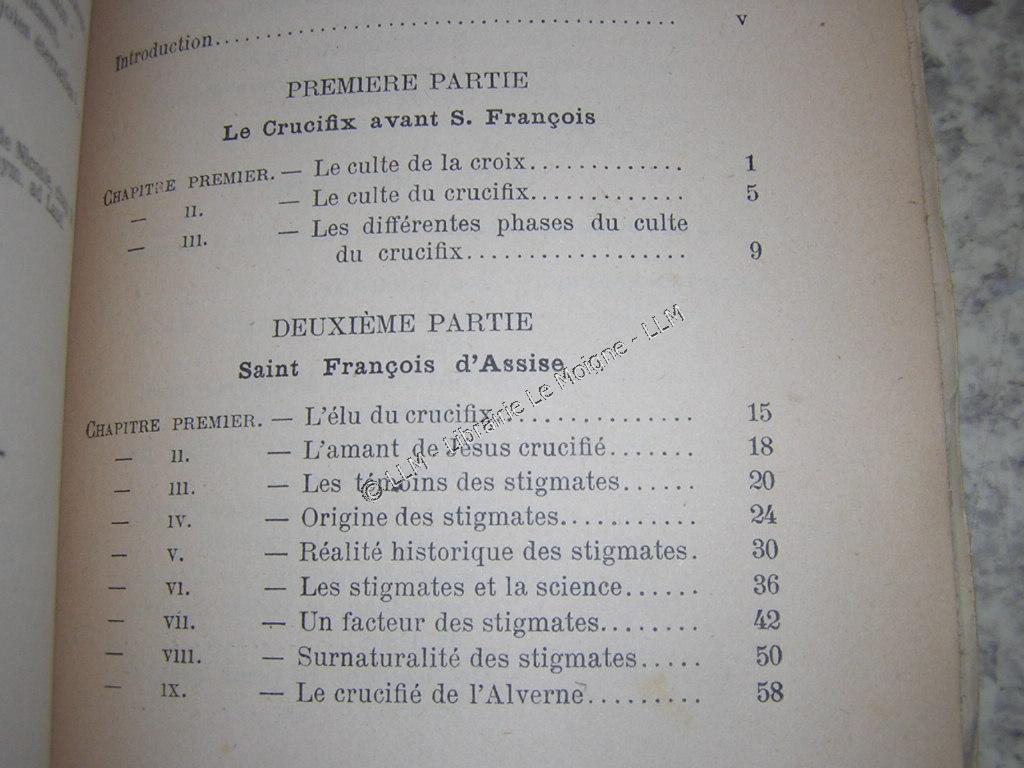 Introduction........................................ v
PREMIERE PARTIE
Le Crucifix avant S. François
CHAPITRE PREMIER. — Le culte de la croix............. 1
— II. — Le culte du crucifix............. 5
— III. — Les différentes phases du culte
du crucifix.................. 9
DEUXIÈME PARTIE
Saint François d'Assise
CHAPITRE PREMIER. — L'élu du crucifix............... 15
— II. — L'amant de Jésus crucifié....... 18
— III. — Les témoins des stigmates...... 20
— IV. — Origine des stigmates........... 24
— V. — Réalité historique des stigmates. 30
— VI. — Les stigmates et la science...... 36
— VII. — Un facteur des stigmates........ 42
— VIII. — Surnaturalité des stigmates..... 50
— IX. — Le crucifié de l'Alverne......... 58
© LLM - Librairie Le Moigne - LLM